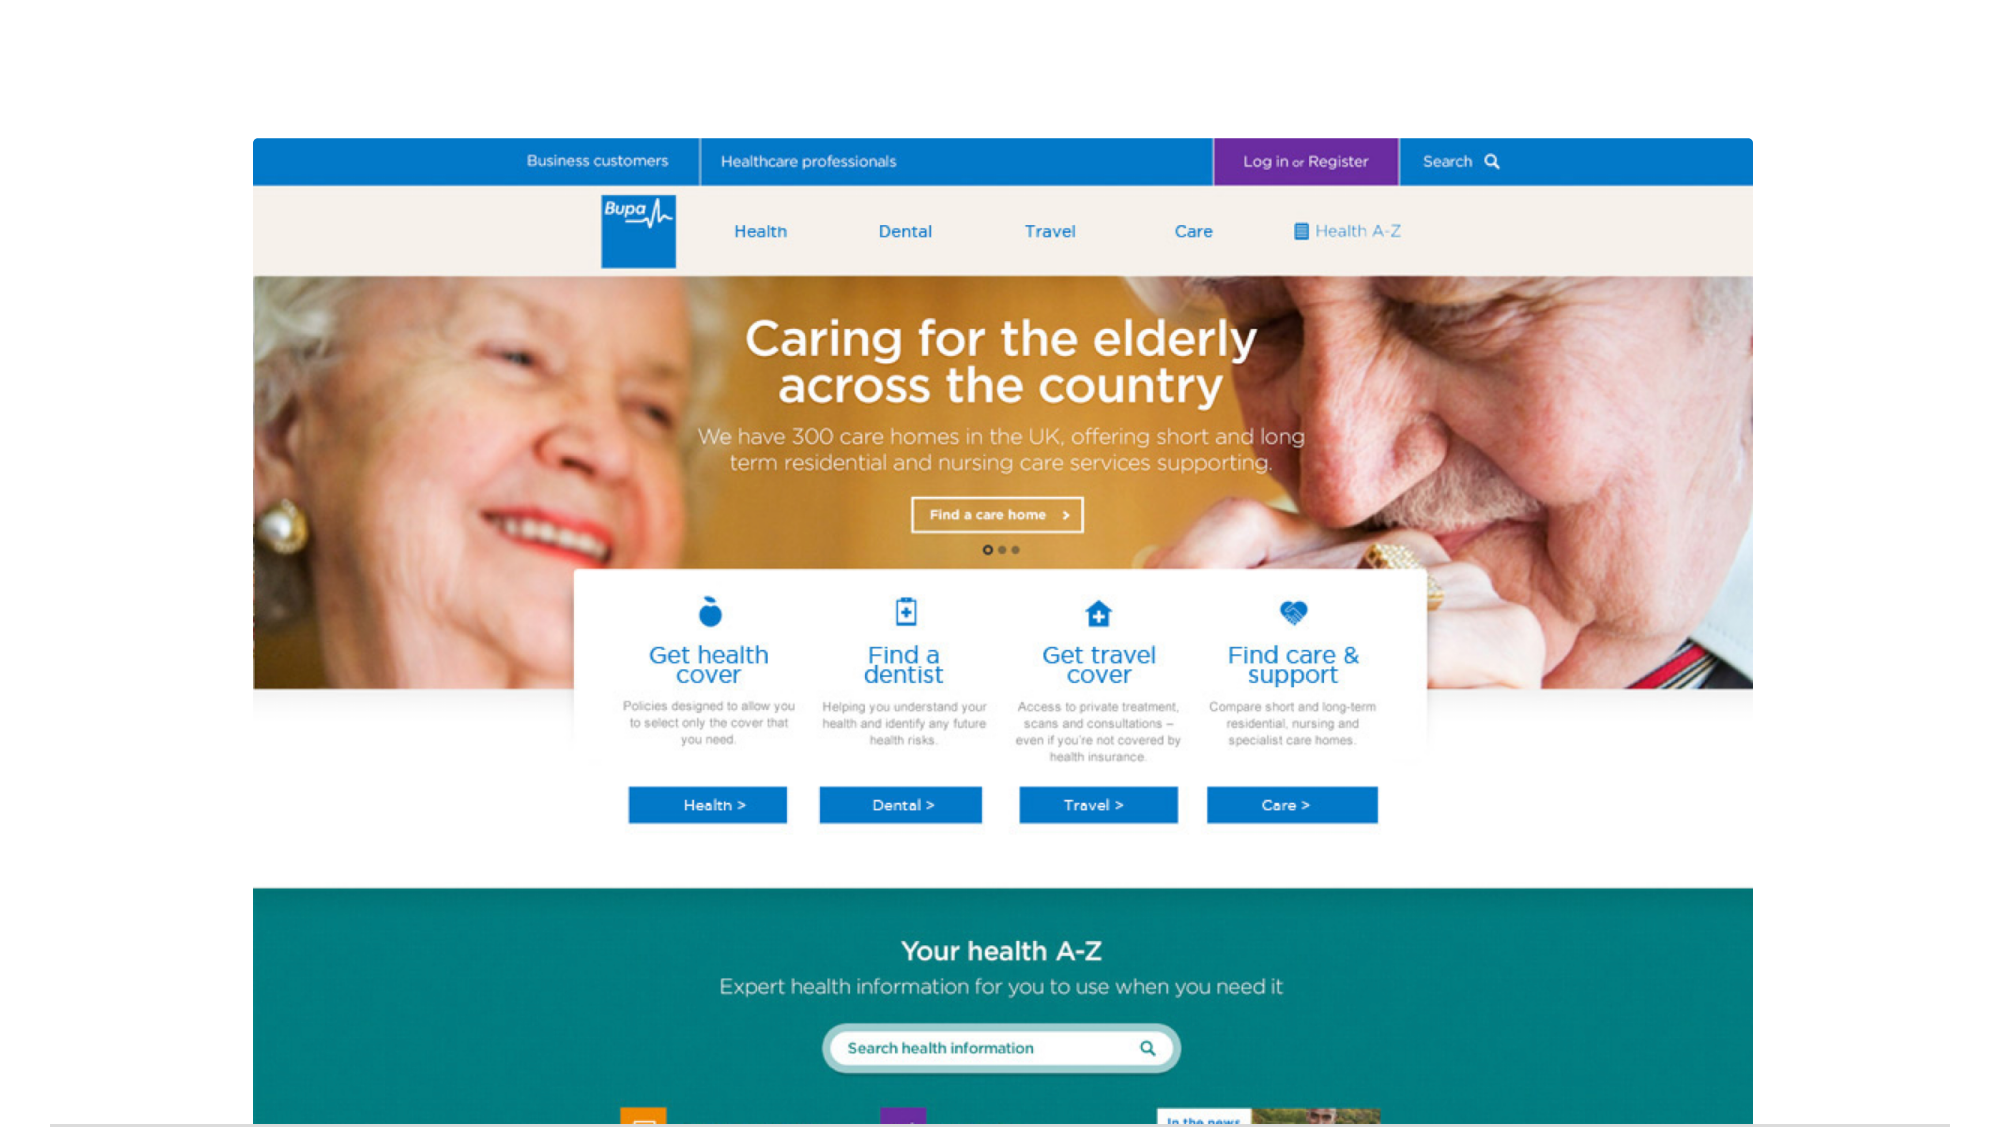 Business customers
Healthcare professionals
Log in or Register
Search
Bupa
Health
Dental
Travel
Care
Health A-Z
Caring for the elderly
across the country
We have 300 care homes in the UK, offering short and long
term residential and nursing care services supporting.
Find a care home >
Get health
cover
Policies designed to allow you
to select only the cover that
you need.
Health >
Find a
dentist
Helping you understand your
health and identify any future
health risks.
Dental >
Get travel
cover
Access to private treatment,
scans and consultations –
even if you're not covered by
health insurance.
Travel >
Find care &
support
Compare short and long-term
residential, nursing and
specialist care homes.
Care >
Your health A-Z
Expert health information for you to use when you need it
Search health information
In the news